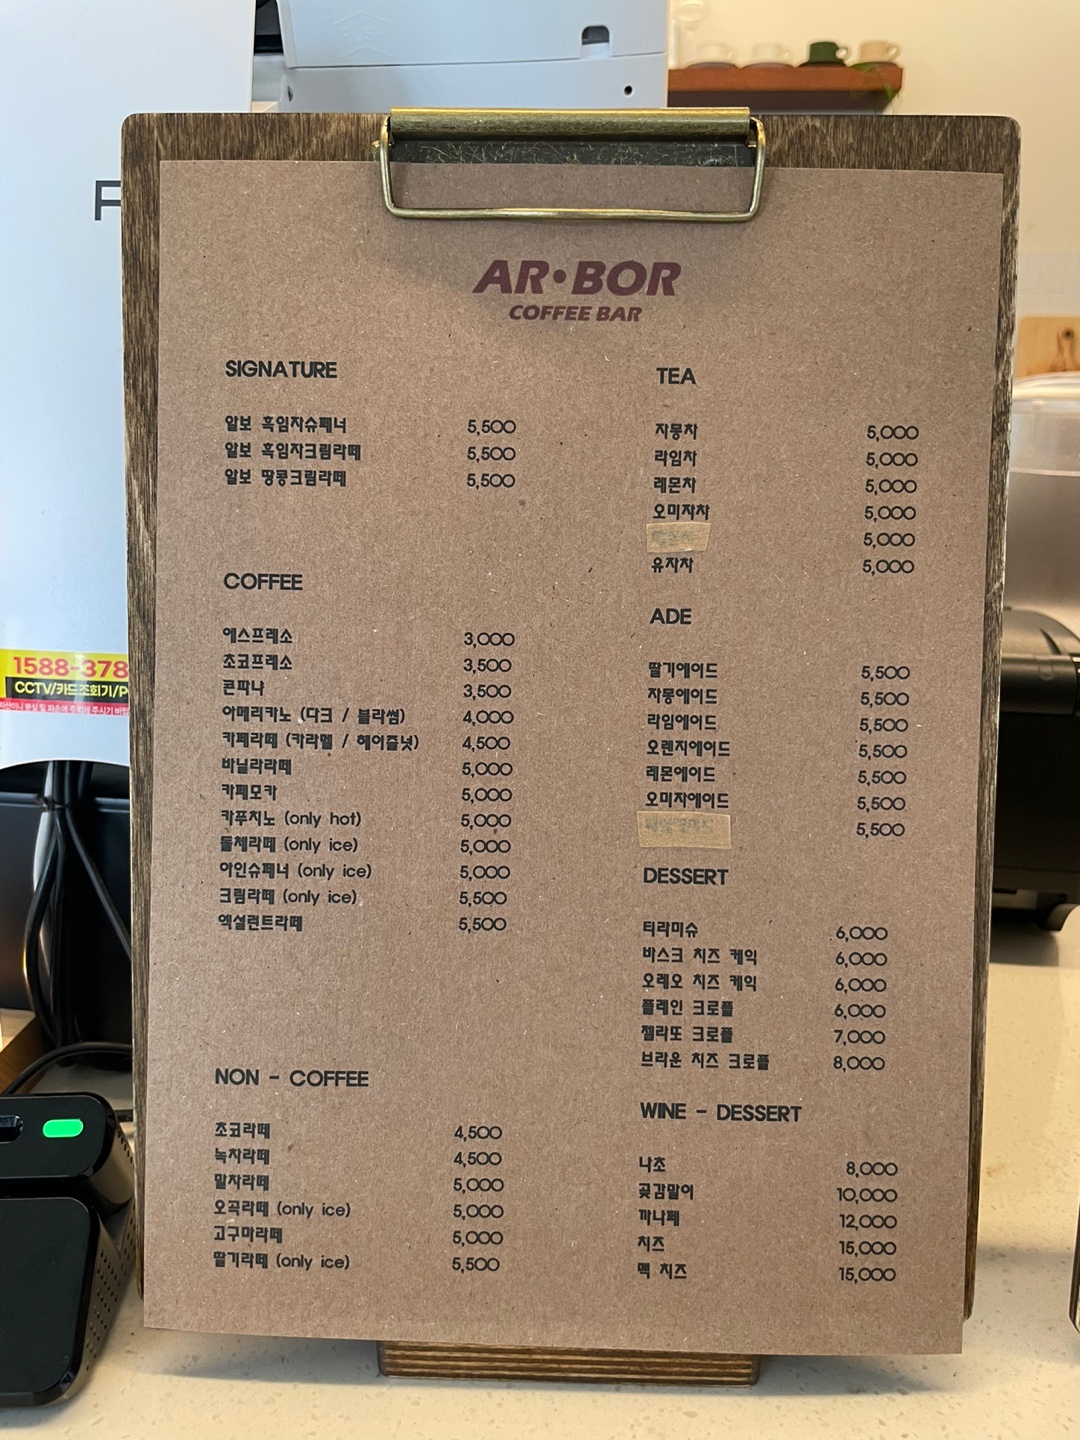 AR•BOR
COFFEE BAR
SIGNATURE
알보 흑임자슈페너 5,500
알보 흑임자크림라떼 5,500
알보 땅콩크림라떼 5,500
COFFEE
에스프레소 3,000
초코프레소 3,500
콘파나 3,500
아메리카노 (다크 / 블라썸) 4,000
카페라떼 (카라멜 / 헤이즐넛) 4,500
바닐라라떼 5,000
카페모카 5,000
카푸치노 (only hot) 5,000
돌체라떼 (only ice) 5,000
아인슈페너 (only ice) 5,000
크림라떼 (only ice) 5,500
엑설런트라떼 5,500
NON - COFFEE
초코라떼 4,500
녹차라떼 4,500
말차라떼 5,000
오곡라떼 (only ice) 5,000
고구마라떼 5,000
딸기라떼 (only ice) 5,500
TEA
자몽차 5,000
라임차 5,000
레몬차 5,000
오미자차 5,000
5,000
유자차 5,000
ADE
딸기에이드 5,500
자몽에이드 5,500
라임에이드 5,500
오렌지에이드 5,500
레몬에이드 5,500
오미자에이드 5,500
5,500
DESSERT
티라미슈 6,000
바스크 치즈 케익 6,000
오레오 치즈 케익 6,000
플레인 크로플 6,000
젤라또 크로플 7,000
브라운 치즈 크로플 8,000
WINE - DESSERT
나초 8,000
곶감말이 10,000
까나페 12,000
치즈 15,000
맥 치즈 15,000
1588-378
CCTV/카드조회기/P